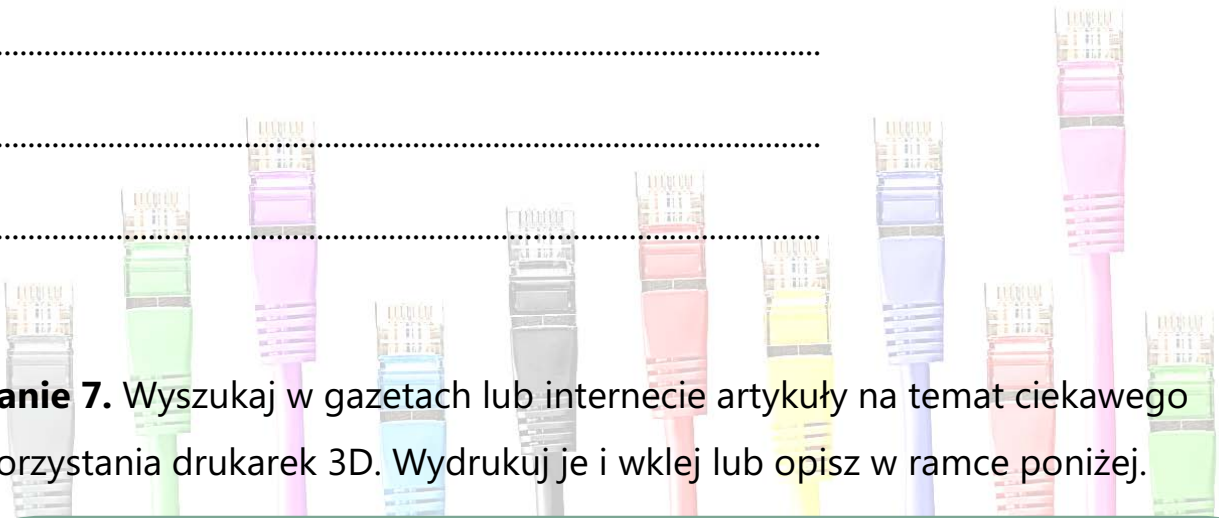 ..........................................................................................
..........................................................................................
..........................................................................................
anie 7. Wyszukaj w gazetach lub internecie artykuły na temat ciekawego
orzystania drukarek 3D. Wydrukuj je i wklej lub opisz w ramce poniżej.